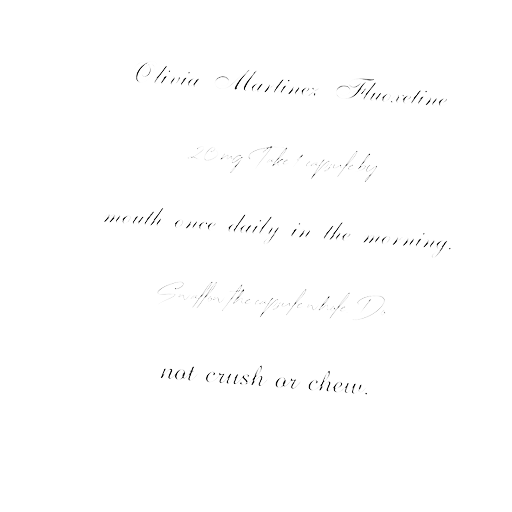 Olivia Martinez Fluoxetine
20 mg Take 1 capsule by
mouth once daily in the morning.
Swallow the capsule whole Do
not crush or chew.